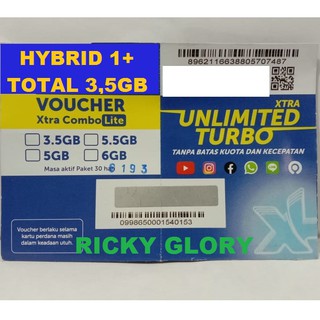 HYBRID 1+
TOTAL 3,5GB
8962116638805707487
VOUCHER
Xtra Combo Lite
3.5GB
5.5GB
5GB
6GB
Masa aktif Paket 30 hari
6193
XTRA
UNLIMITED
TURBO
TANPA BATAS KUOTA DAN KECEPATAN
0998650001540153
Voucher berlaku selama
kartu perdana masih
dalam keadaan utuh.
RICKY GLORY
XL